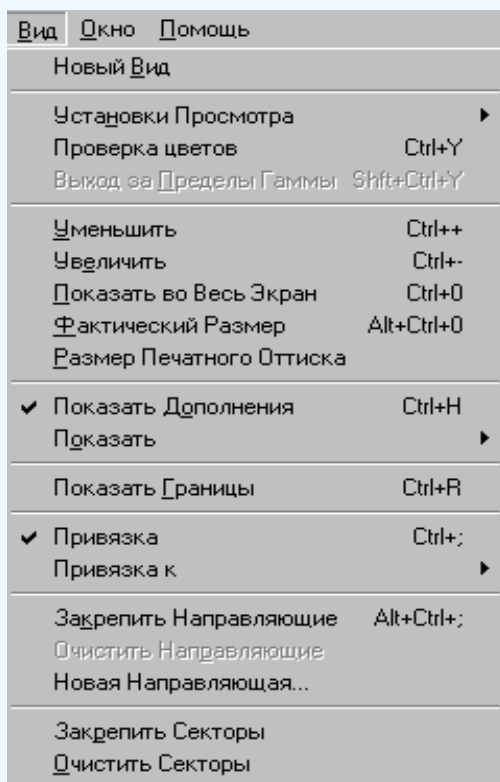 Вид Окно Помощь
Новый Вид
Установки Просмотра
Проверка цветов Ctrl+Y
Выход за Пределы Гаммы Shft+Ctrl+Y
Уменьшить Ctrl++
Увеличить Ctrl+-
Показать во Весь Экран Ctrl+0
Фактический Размер Alt+Ctrl+0
Размер Печатного Оттиска
Показать Дополнения Ctrl+H
Показать
Показать Границы Ctrl+R
Привязка Ctrl+;
Привязка к
Закрепить Направляющие Alt+Ctrl+;
Очистить Направляющие
Новая Направляющая...
Закрепить Секторы
Очистить Секторы